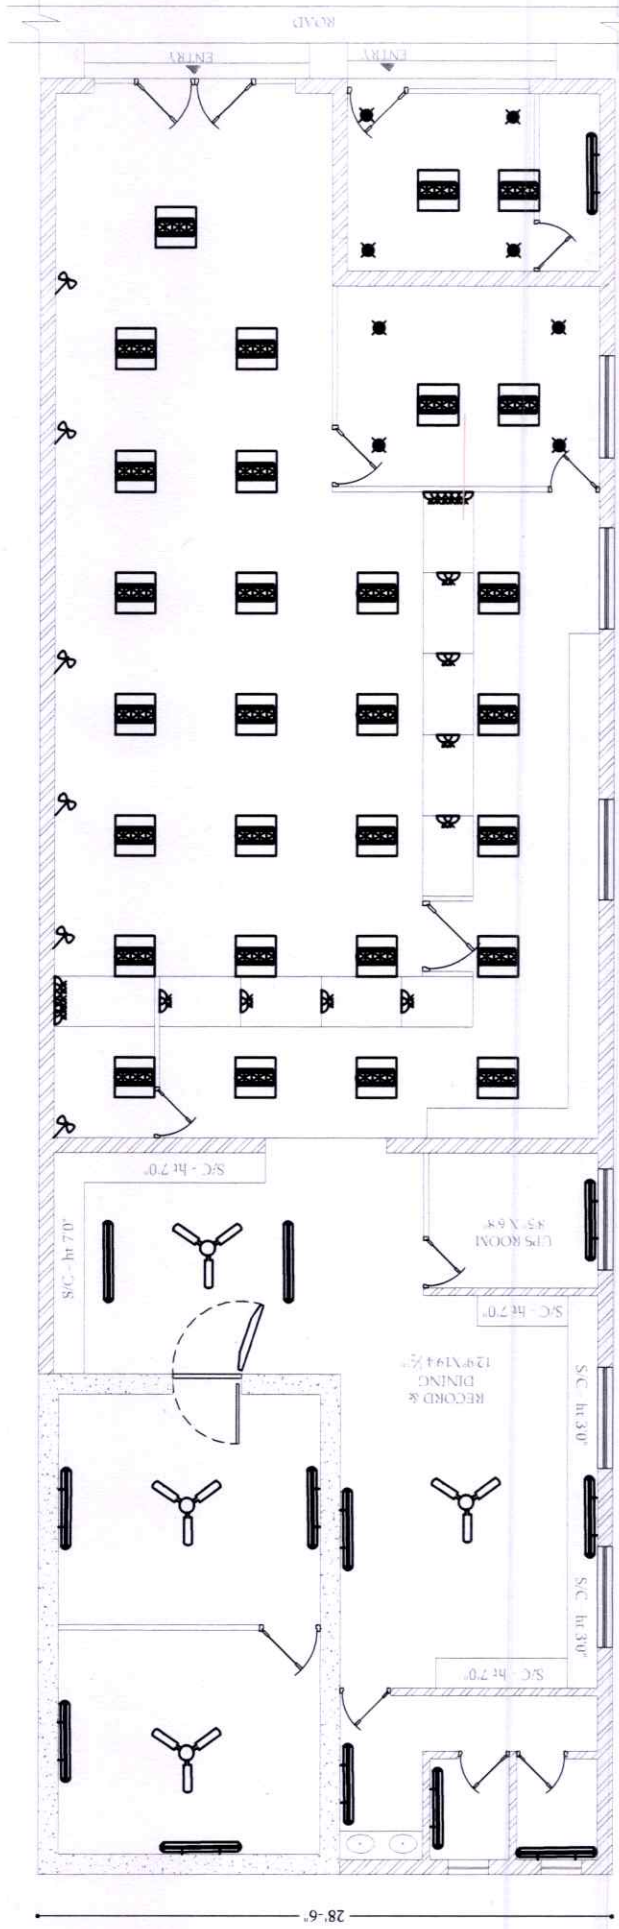 ROAD
ENTRY
ENTRY
S/C - ht 7'0"
S/C - ht 7'0"
UPS ROOM
8'5" X 6'8"
S/C - ht 7'0"
RECORD &
DINING
12'9"X19'4 ½"
S/C - ht 3'0"
S/C - ht 3'0"
S/C - ht 7'0"
28'-6"